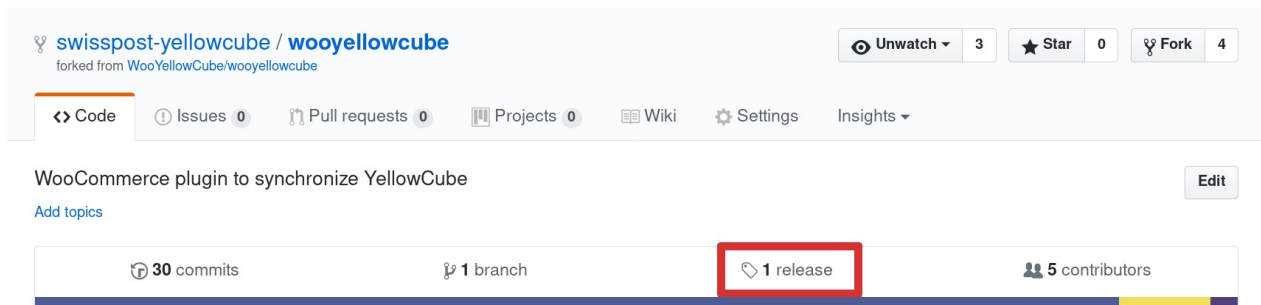 swisspost-yellowcube / wooyellowcube
Unwatch 3 Star 0 Fork 4
forked from WooYellowCube/wooyellowcube
Code Issues 0 Pull requests 0 Projects 0 Wiki Settings Insights
WooCommerce plugin to synchronize YellowCube
Edit
Add topics
30 commits 1 branch 1 release 5 contributors